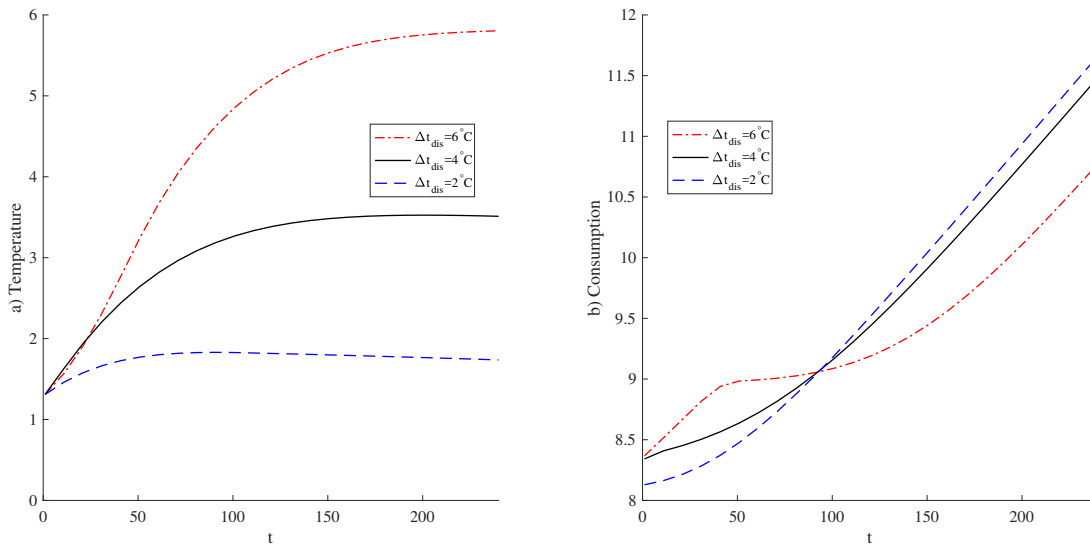 a) Temperature
6
5
4
3
2
1
0
0
50
100
150
200
t
Δt_dis=6°C
Δt_dis=4°C
Δt_dis=2°C
b) Consumption
12
11.5
11
10.5
10
9.5
9
8.5
8
0
50
100
150
200
t
Δt_dis=6°C
Δt_dis=4°C
Δt_dis=2°C